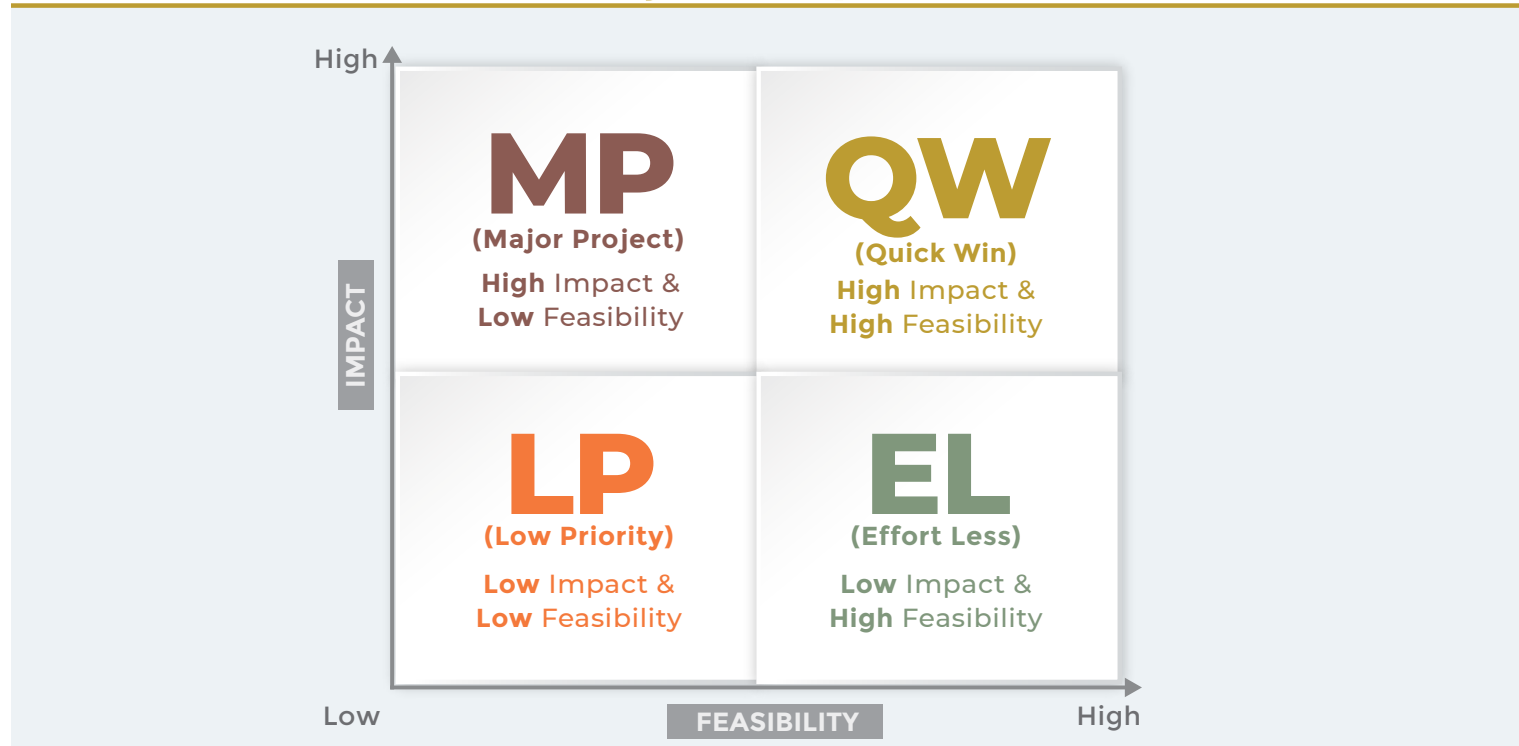 High
MP
(Major Project)
High Impact &
Low Feasibility
QW
(Quick Win)
High Impact &
High Feasibility
IMPACT
LP
(Low Priority)
Low Impact &
Low Feasibility
EL
(Effort Less)
Low Impact &
High Feasibility
Low
FEASIBILITY
High